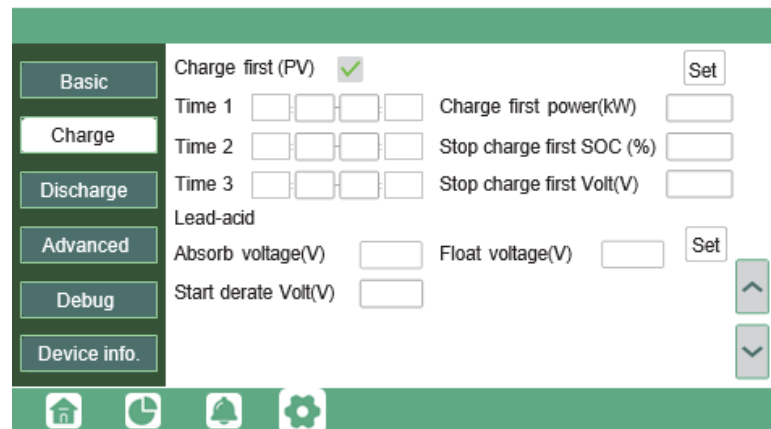 Basic
Charge
Discharge
Advanced
Debug
Device info.
Charge first (PV) Set
Time 1 : - : Charge first power(kW)
Time 2 : - : Stop charge first SOC (%)
Time 3 : - : Stop charge first Volt(V)
Lead-acid
Absorb voltage(V) Float voltage(V) Set
Start derate Volt(V)